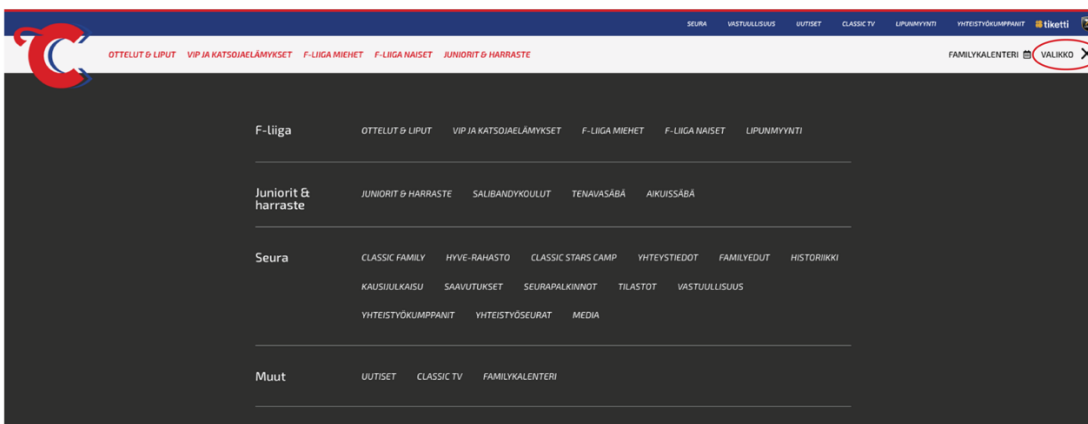 SEURA VASTUULLISUUS UUTISET CLASSIC TV LIPUNMYYNTI YHTEISTYÖKUMPPANIT tiketti
OTTELUT & LIPUT VIP JA KATSOJAELÄMYKSET F-LIIGA MIEHET F-LIIGA NAISET JUNIORIT & HARRASTE FAMILYKALENTERI VALIKKO
F-liiga OTTELUT & LIPUT VIP JA KATSOJAELÄMYKSET F-LIIGA MIEHET F-LIIGA NAISET LIPUNMYYNTI
Juniorit & JUNIORIT & HARRASTE SALIBANDYKOULUT TENAVASÄBÄ AIKUISSÄBÄ
harraste
Seura CLASSIC FAMILY HYVE-RAHASTO CLASSIC STARS CAMP YHTEYSTIEDOT FAMILYEDUT HISTORIIKKI
KAUSIJULKAISU SAAVUTUKSET SEURAPALKINNOT TILASTOT VASTUULLISUUS
YHTEISTYÖKUMPPANIT YHTEISTYÖSEURAT MEDIA
Muut UUTISET CLASSIC TV FAMILYKALENTERI